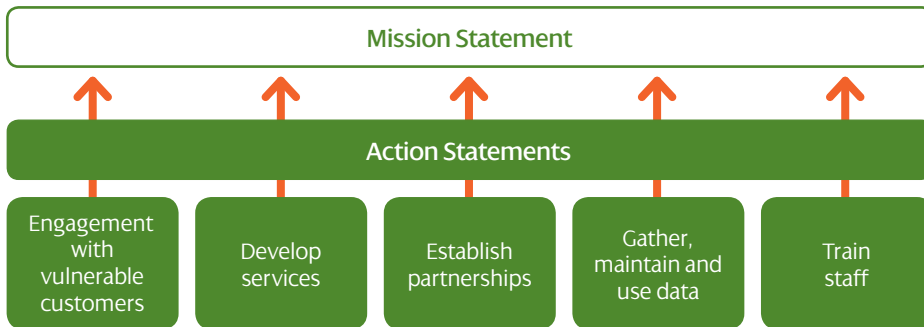 Mission Statement
Action Statements
Engagement
with
vulnerable
customers
Develop
services
Establish
partnerships
Gather,
maintain and
use data
Train
staff